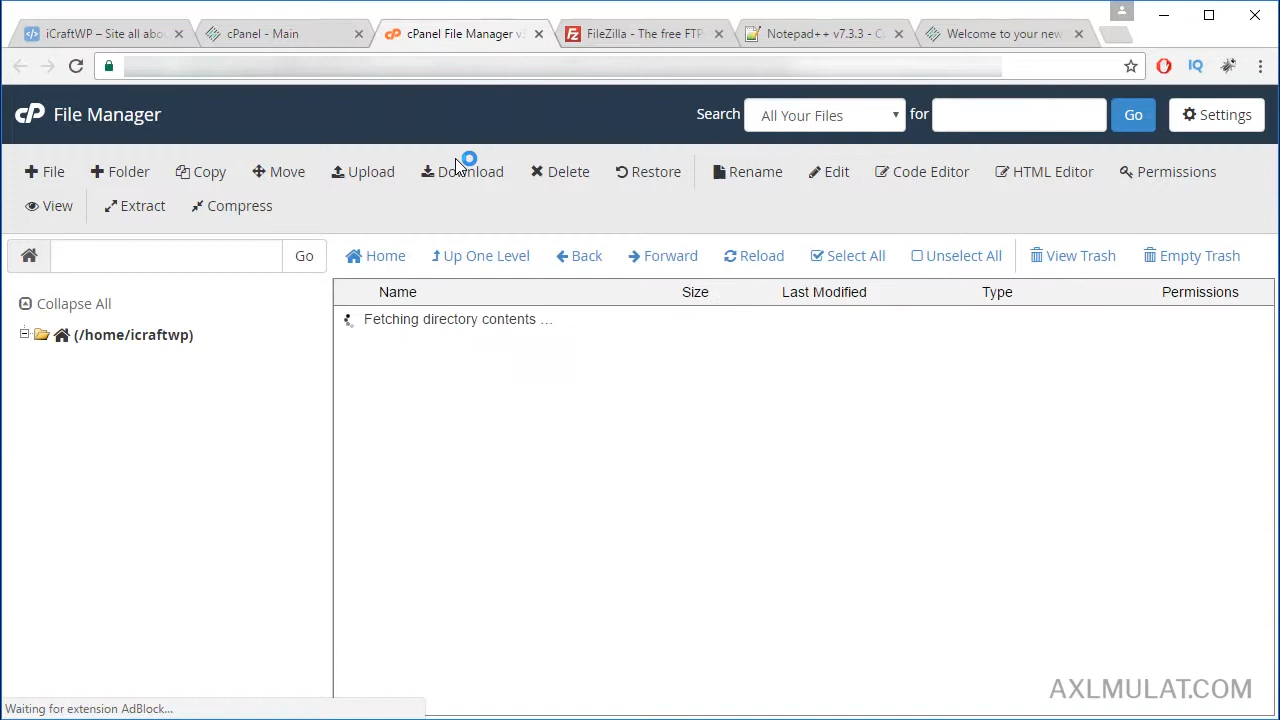 iCraftWP – Site all abo
cPanel - Main
cPanel File Manager v3
FileZilla - The free FTP
Notepad++ v7.3.3 - C
Welcome to your new
IQ
cP File Manager
Search
All Your Files
for
Go
Settings
File
Folder
Copy
Move
Upload
Download
Delete
Restore
Rename
Edit
Code Editor
HTML Editor
Permissions
View
Extract
Compress
Go
Home
Up One Level
Back
Forward
Reload
Select All
Unselect All
View Trash
Empty Trash
Collapse All
(/home/icraftwp)
Name
Size
Last Modified
Type
Permissions
Fetching directory contents ...
Waiting for extension AdBlock...
AXLMULAT.COM